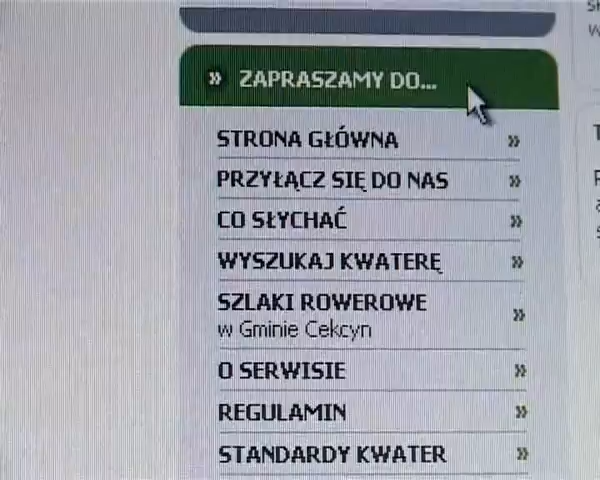 » ZAPRASZAMY DO...
STRONA GŁÓWNA »
PRZYŁĄCZ SIĘ DO NAS »
CO SŁYCHAĆ »
WYSZUKAJ KWATERĘ »
SZLAKI ROWEROWE »
w Gminie Cekcyn
O SERWISIE »
REGULAMIN »
STANDARDY KWATER »